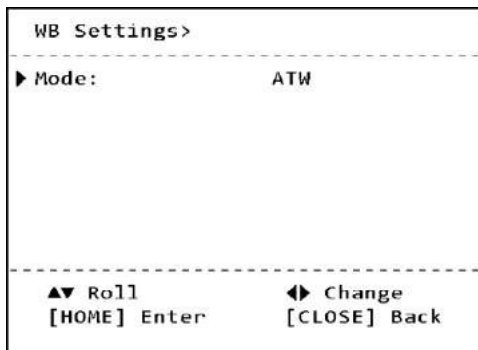 WB Settings>
▶ Mode: ATW
▲▼ Roll ◀▶ Change
[HOME] Enter [CLOSE] Back